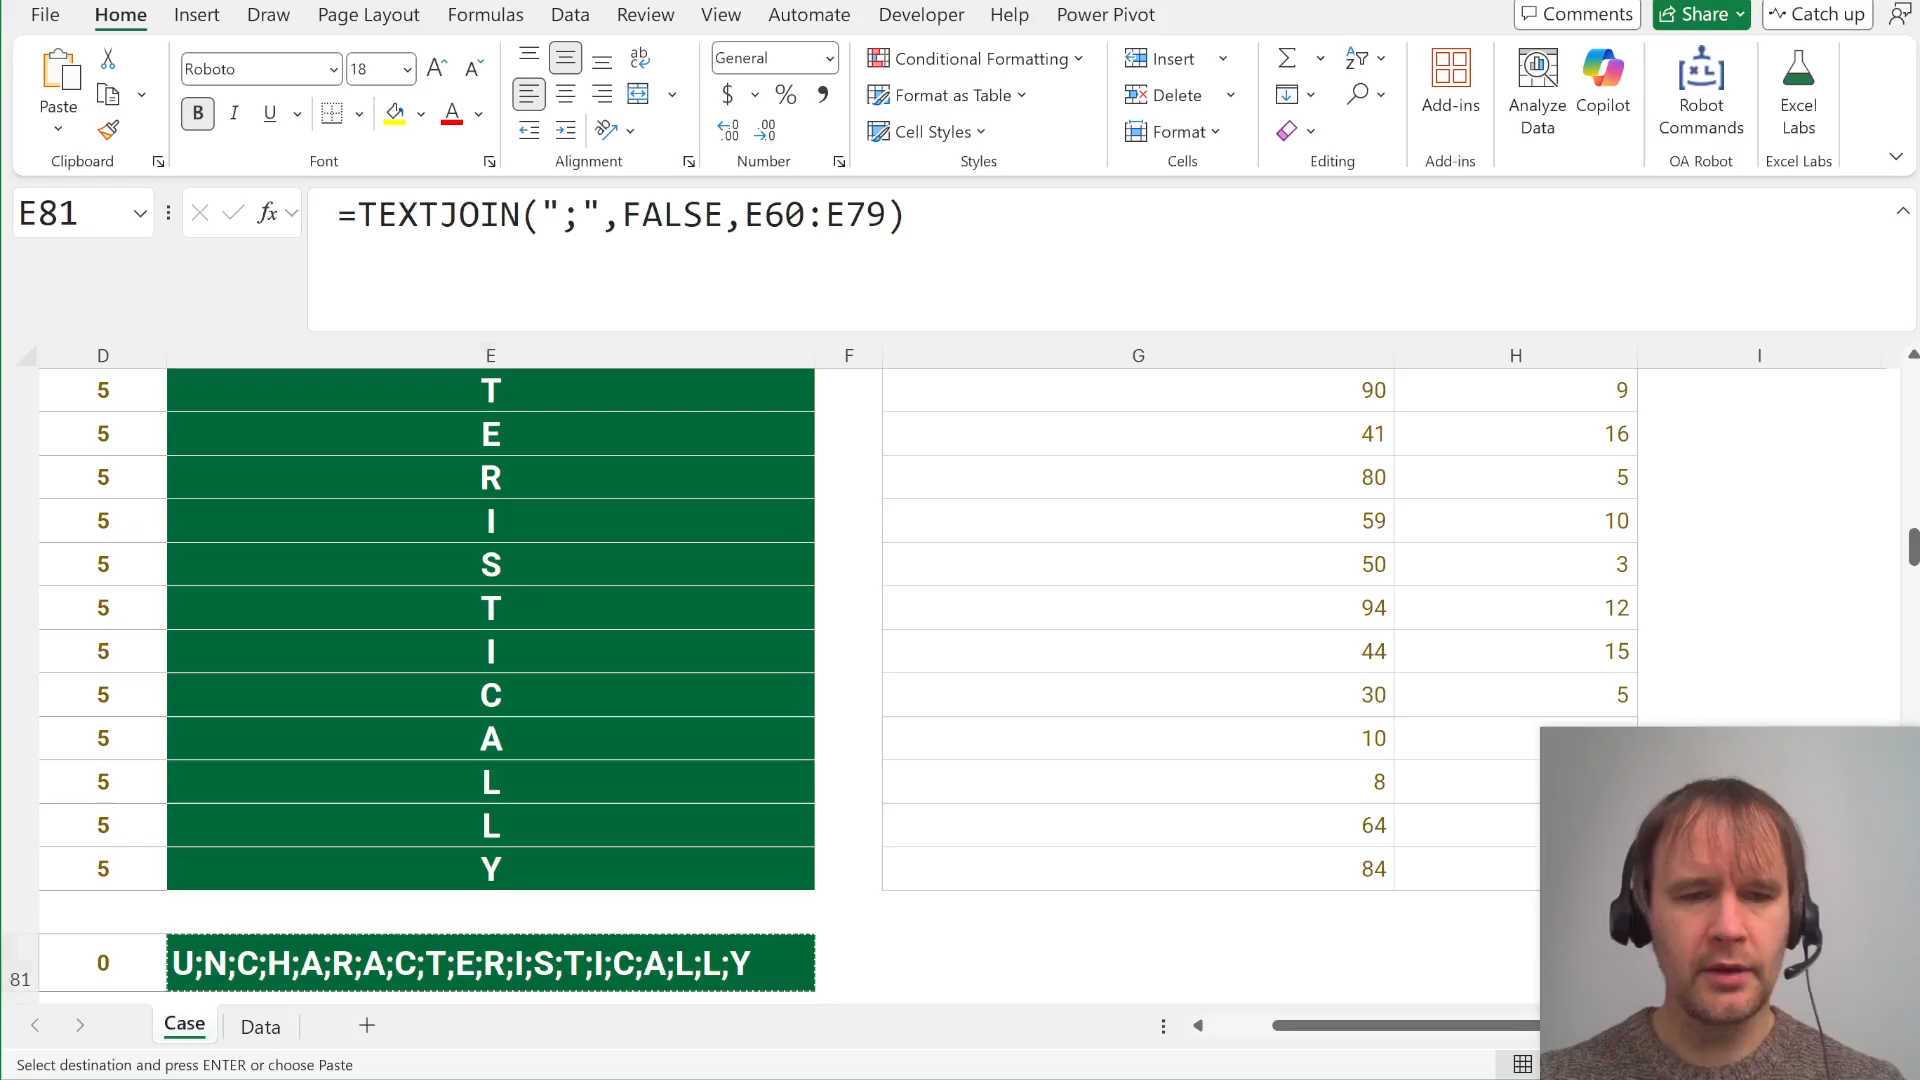 File Home Insert Draw Page Layout Formulas Data Review View Automate Developer Help Power Pivot Comments Share Catch up
Paste
Clipboard
Roboto 18
B I U A
Font
ab
Alignment
General
$ % ,
.00 .00
Number
Conditional Formatting
Format as Table
Cell Styles
Styles
Insert
Delete
Format
Cells
Editing
Add-ins
Add-ins
Analyze Data
Copilot
Robot Commands
OA Robot
Excel Labs
Excel Labs
E81 fx =TEXTJOIN(";",FALSE,E60:E79)
D E F G H I
5 T 90 9
5 E 41 16
5 R 80 5
5 I 59 10
5 S 50 3
5 T 94 12
5 I 44 15
5 C 30 5
5 A 10
5 L 8
5 L 64
5 Y 84
81 0 U;N;C;H;A;R;A;C;T;E;R;I;S;T;I;C;A;L;L;Y
Case Data
Select destination and press ENTER or choose Paste